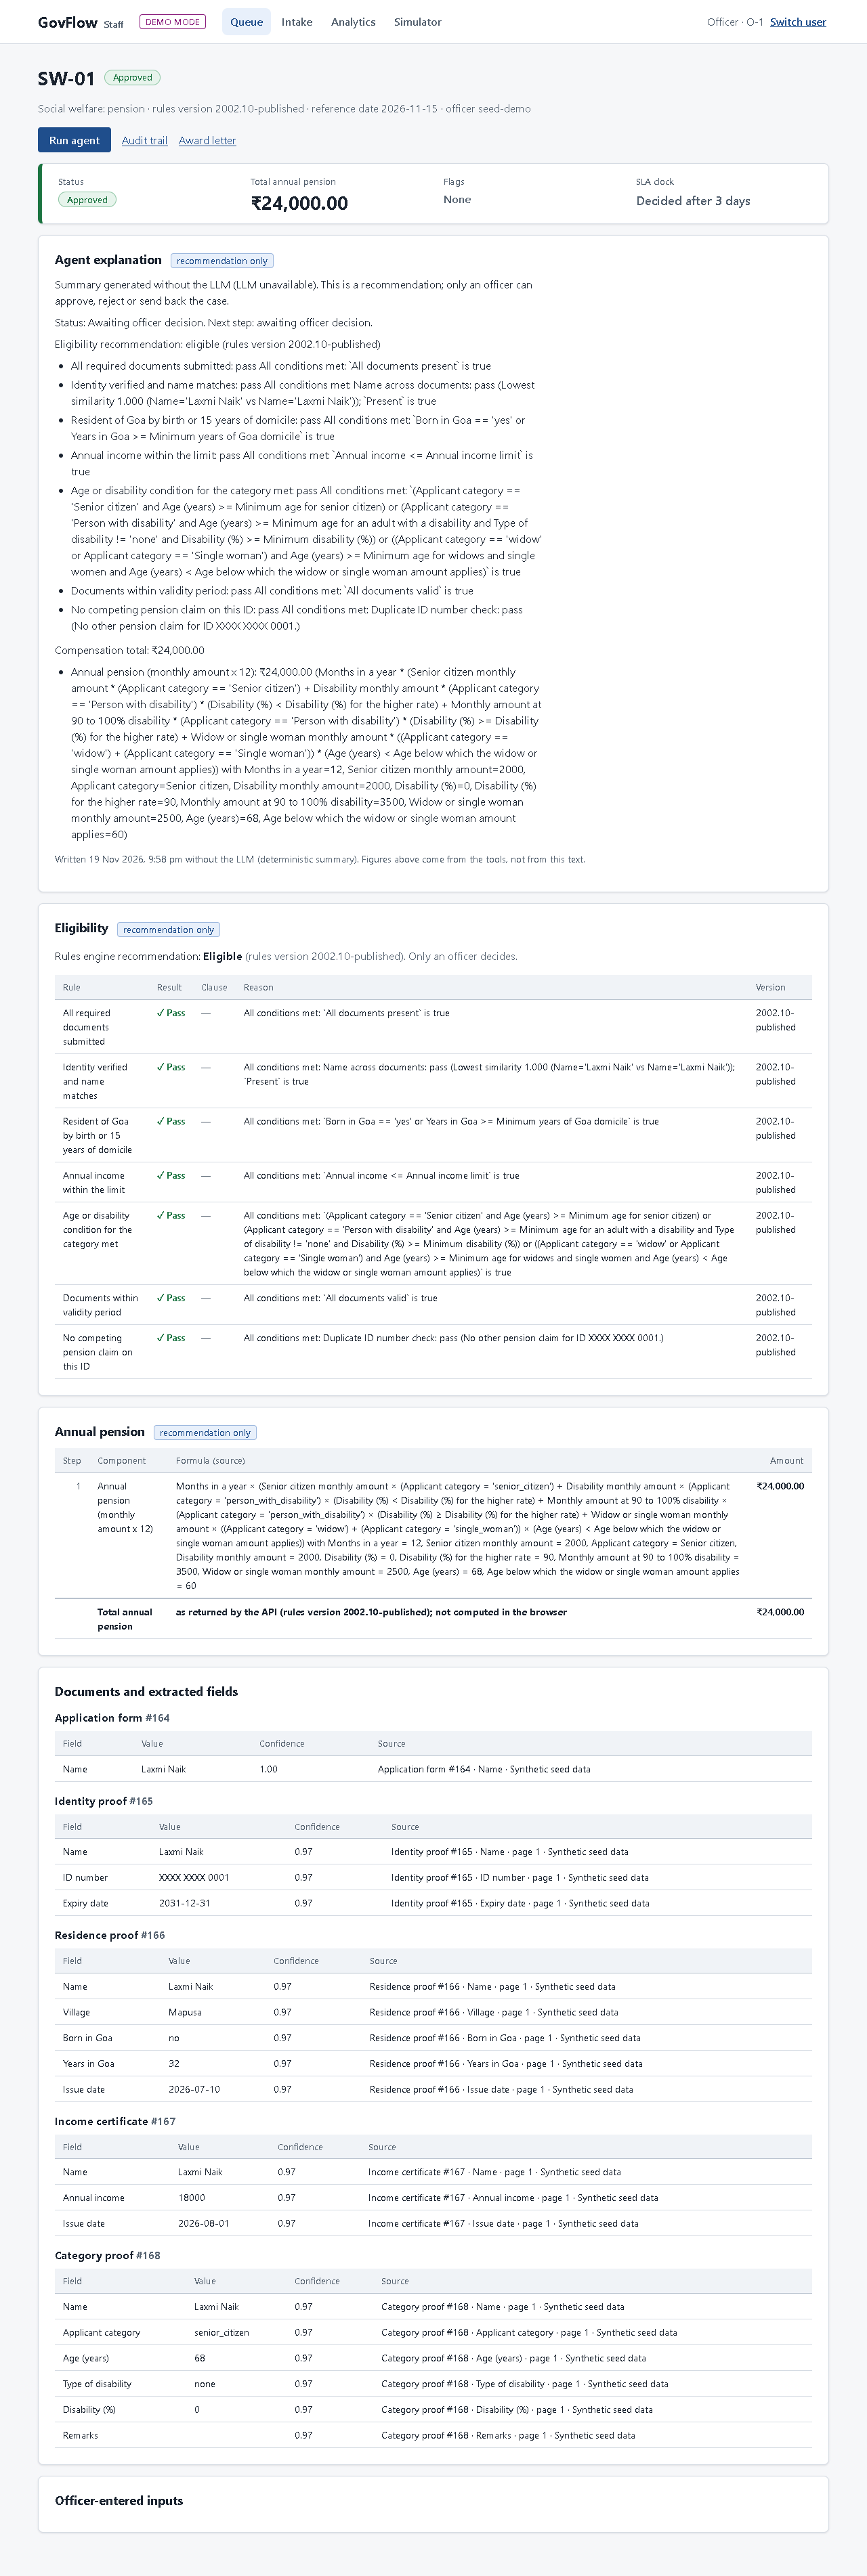 GovFlow Staff DEMO MODE Queue Intake Analytics Simulator Officer · O-1 Switch user
SW-01 Approved
Social welfare: pension · rules version 2002.10-published · reference date 2026-11-15 · officer seed-demo
Run agent Audit trail Award letter
Status Total annual pension Flags SLA clock
Approved ₹24,000.00 None Decided after 3 days
Agent explanation recommendation only
Summary generated without the LLM (LLM unavailable). This is a recommendation; only an officer can
approve, reject or send back the case.
Status: Awaiting officer decision. Next step: awaiting officer decision.
Eligibility recommendation: eligible (rules version 2002.10-published)
• All required documents submitted: pass All conditions met: `All documents present` is true
• Identity verified and name matches: pass All conditions met: Name across documents: pass (Lowest
similarity 1.000 (Name='Laxmi Naik' vs Name='Laxmi Naik')); `Present` is true
• Resident of Goa by birth or 15 years of domicile: pass All conditions met: `Born in Goa == 'yes' or
Years in Goa >= Minimum years of Goa domicile` is true
• Annual income within the limit: pass All conditions met: `Annual income <= Annual income limit` is
true
• Age or disability condition for the category met: pass All conditions met: `(Applicant category ==
'Senior citizen' and Age (years) >= Minimum age for senior citizen) or (Applicant category ==
'Person with disability' and Age (years) >= Minimum age for an adult with a disability and Type of
disability != 'none' and Disability (%) >= Minimum disability (%)) or ((Applicant category == 'widow'
or Applicant category == 'Single woman') and Age (years) >= Minimum age for widows and single
women and Age (years) < Age below which the widow or single woman amount applies)` is true
• Documents within validity period: pass All conditions met: `All documents valid` is true
• No competing pension claim on this ID: pass All conditions met: Duplicate ID number check: pass
(No other pension claim for ID XXXX XXXX 0001.)
Compensation total: ₹24,000.00
• Annual pension (monthly amount x 12): ₹24,000.00 (Months in a year * (Senior citizen monthly
amount * (Applicant category == 'Senior citizen') + Disability monthly amount * (Applicant category
== 'Person with disability') * (Disability (%) < Disability (%) for the higher rate) + Monthly amount at
90 to 100% disability * (Applicant category == 'Person with disability') * (Disability (%) >= Disability
(%) for the higher rate) + Widow or single woman monthly amount * ((Applicant category ==
'widow') + (Applicant category == 'Single woman')) * (Age (years) < Age below which the widow or
single woman amount applies)) with Months in a year=12, Senior citizen monthly amount=2000,
Applicant category=Senior citizen, Disability monthly amount=2000, Disability (%)=0, Disability (%)
for the higher rate=90, Monthly amount at 90 to 100% disability=3500, Widow or single woman
monthly amount=2500, Age (years)=68, Age below which the widow or single woman amount
applies=60)
Written 19 Nov 2026, 9:58 pm without the LLM (deterministic summary). Figures above come from the tools, not from this text.
Eligibility recommendation only
Rules engine recommendation: Eligible (rules version 2002.10-published). Only an officer decides.
Rule Result Clause Reason Version
All required documents submitted ✓ Pass — All conditions met: `All documents present` is true 2002.10-published
Identity verified and name matches ✓ Pass — All conditions met: Name across documents: pass (Lowest similarity 1.000 (Name='Laxmi Naik' vs Name='Laxmi Naik')); `Present` is true 2002.10-published
Resident of Goa by birth or 15 years of domicile ✓ Pass — All conditions met: `Born in Goa == 'yes' or Years in Goa >= Minimum years of Goa domicile` is true 2002.10-published
Annual income within the limit ✓ Pass — All conditions met: `Annual income <= Annual income limit` is true 2002.10-published
Age or disability condition for the category met ✓ Pass — All conditions met: `(Applicant category == 'Senior citizen' and Age (years) >= Minimum age for senior citizen) or (Applicant category == 'Person with disability' and Age (years) >= Minimum age for an adult with a disability and Type of disability != 'none' and Disability (%) >= Minimum disability (%)) or ((Applicant category == 'widow' or Applicant category == 'Single woman') and Age (years) >= Minimum age for widows and single women and Age (years) < Age below which the widow or single woman amount applies)` is true 2002.10-published
Documents within validity period ✓ Pass — All conditions met: `All documents valid` is true 2002.10-published
No competing pension claim on this ID ✓ Pass — All conditions met: Duplicate ID number check: pass (No other pension claim for ID XXXX XXXX 0001.) 2002.10-published
Annual pension recommendation only
Step Component Formula (source) Amount
1 Annual pension (monthly amount x 12) Months in a year × (Senior citizen monthly amount × (Applicant category = 'senior_citizen') + Disability monthly amount × (Applicant category = 'person_with_disability') × (Disability (%) < Disability (%) for the higher rate) + Monthly amount at 90 to 100% disability × (Applicant category = 'person_with_disability') × (Disability (%) ≥ Disability (%) for the higher rate) + Widow or single woman monthly amount × ((Applicant category = 'widow') + (Applicant category = 'single_woman')) × (Age (years) < Age below which the widow or single woman amount applies)) with Months in a year = 12, Senior citizen monthly amount = 2000, Applicant category = Senior citizen, Disability monthly amount = 2000, Disability (%) = 0, Disability (%) for the higher rate = 90, Monthly amount at 90 to 100% disability = 3500, Widow or single woman monthly amount = 2500, Age (years) = 68, Age below which the widow or single woman amount applies = 60 ₹24,000.00
Total annual pension as returned by the API (rules version 2002.10-published); not computed in the browser ₹24,000.00
Documents and extracted fields
Application form #164
Field Value Confidence Source
Name Laxmi Naik 1.00 Application form #164 · Name · Synthetic seed data
Identity proof #165
Field Value Confidence Source
Name Laxmi Naik 0.97 Identity proof #165 · Name · page 1 · Synthetic seed data
ID number XXXX XXXX 0001 0.97 Identity proof #165 · ID number · page 1 · Synthetic seed data
Expiry date 2031-12-31 0.97 Identity proof #165 · Expiry date · page 1 · Synthetic seed data
Residence proof #166
Field Value Confidence Source
Name Laxmi Naik 0.97 Residence proof #166 · Name · page 1 · Synthetic seed data
Village Mapusa 0.97 Residence proof #166 · Village · page 1 · Synthetic seed data
Born in Goa no 0.97 Residence proof #166 · Born in Goa · page 1 · Synthetic seed data
Years in Goa 32 0.97 Residence proof #166 · Years in Goa · page 1 · Synthetic seed data
Issue date 2026-07-10 0.97 Residence proof #166 · Issue date · page 1 · Synthetic seed data
Income certificate #167
Field Value Confidence Source
Name Laxmi Naik 0.97 Income certificate #167 · Name · page 1 · Synthetic seed data
Annual income 18000 0.97 Income certificate #167 · Annual income · page 1 · Synthetic seed data
Issue date 2026-08-01 0.97 Income certificate #167 · Issue date · page 1 · Synthetic seed data
Category proof #168
Field Value Confidence Source
Name Laxmi Naik 0.97 Category proof #168 · Name · page 1 · Synthetic seed data
Applicant category senior_citizen 0.97 Category proof #168 · Applicant category · page 1 · Synthetic seed data
Age (years) 68 0.97 Category proof #168 · Age (years) · page 1 · Synthetic seed data
Type of disability none 0.97 Category proof #168 · Type of disability · page 1 · Synthetic seed data
Disability (%) 0 0.97 Category proof #168 · Disability (%) · page 1 · Synthetic seed data
Remarks 0.97 Category proof #168 · Remarks · page 1 · Synthetic seed data
Officer-entered inputs